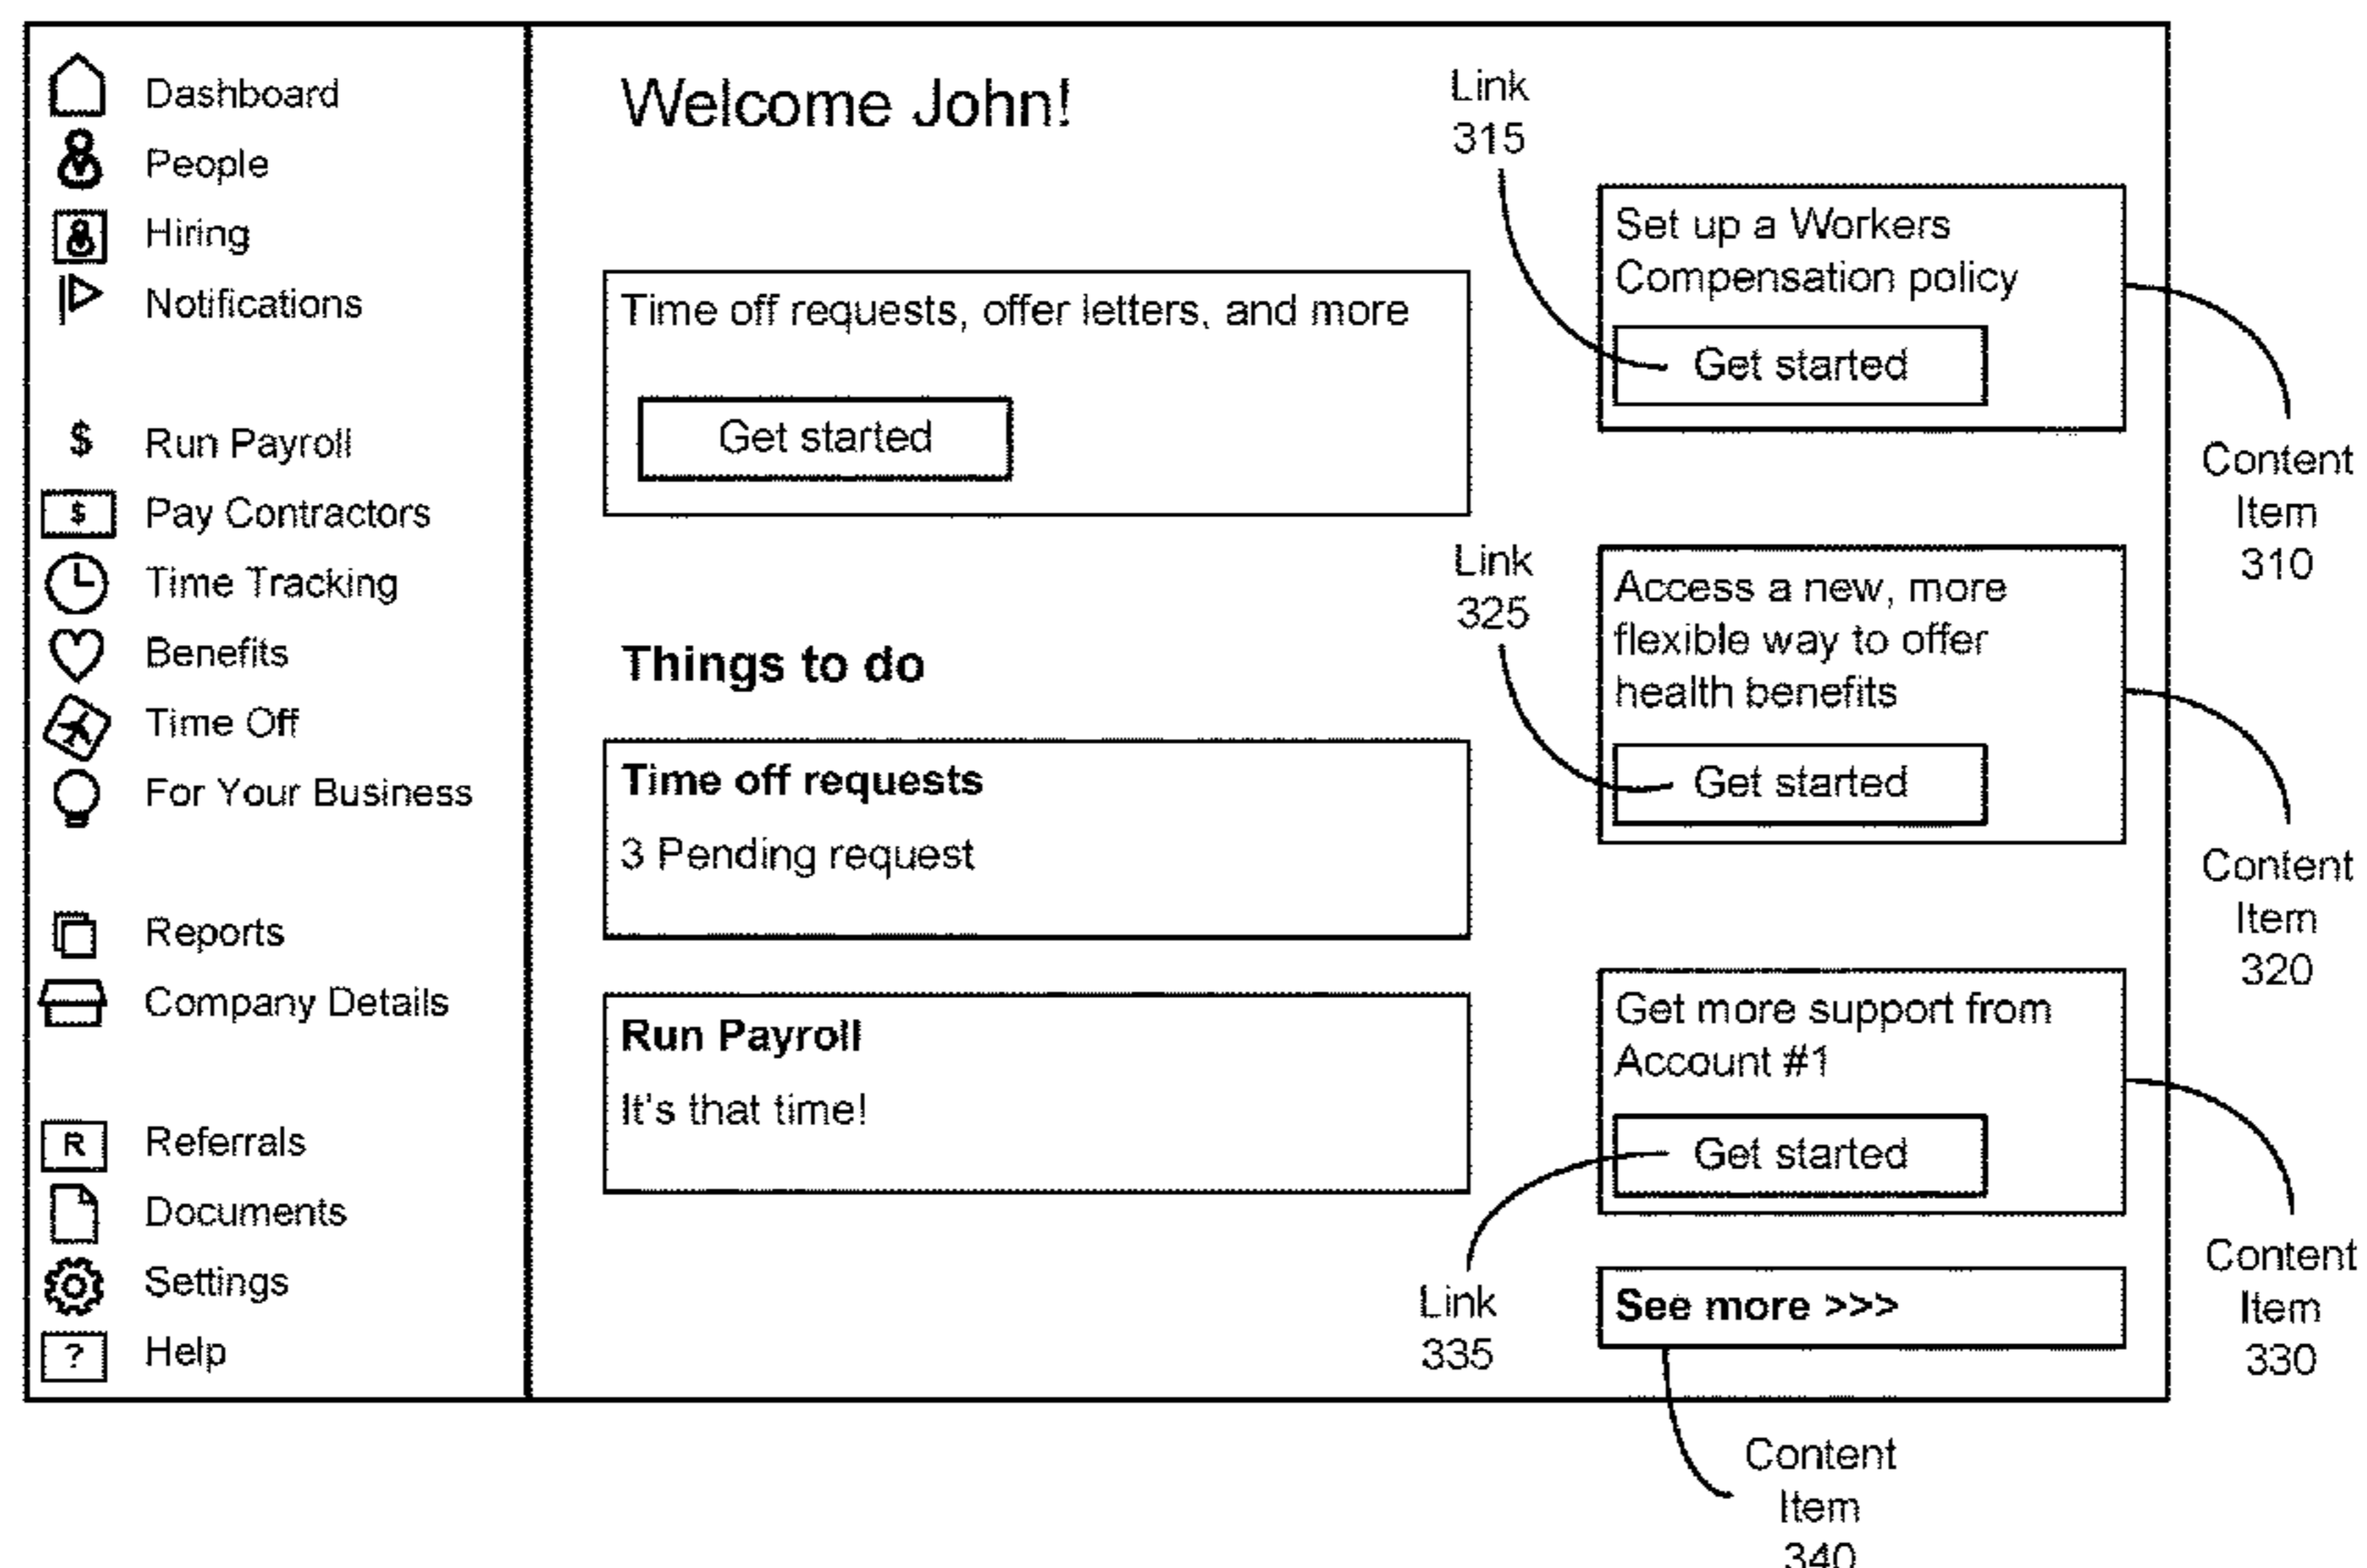 Dashboard
People
Hiring
Notifications
$ Run Payroll
$ Pay Contractors
Time Tracking
Benefits
Time Off
For Your Business
Reports
Company Details
R Referrals
Documents
Settings
? Help
Welcome John!
Time off requests, offer letters, and more
Get started
Things to do
Time off requests
3 Pending request
Run Payroll
It's that time!
Link
315
Set up a Workers
Compensation policy
Get started
Content
Item
310
Link
325
Access a new, more
flexible way to offer
health benefits
Get started
Content
Item
320
Get more support from
Account #1
Get started
Link
335
Content
Item
330
See more >>>
Content
Item
340